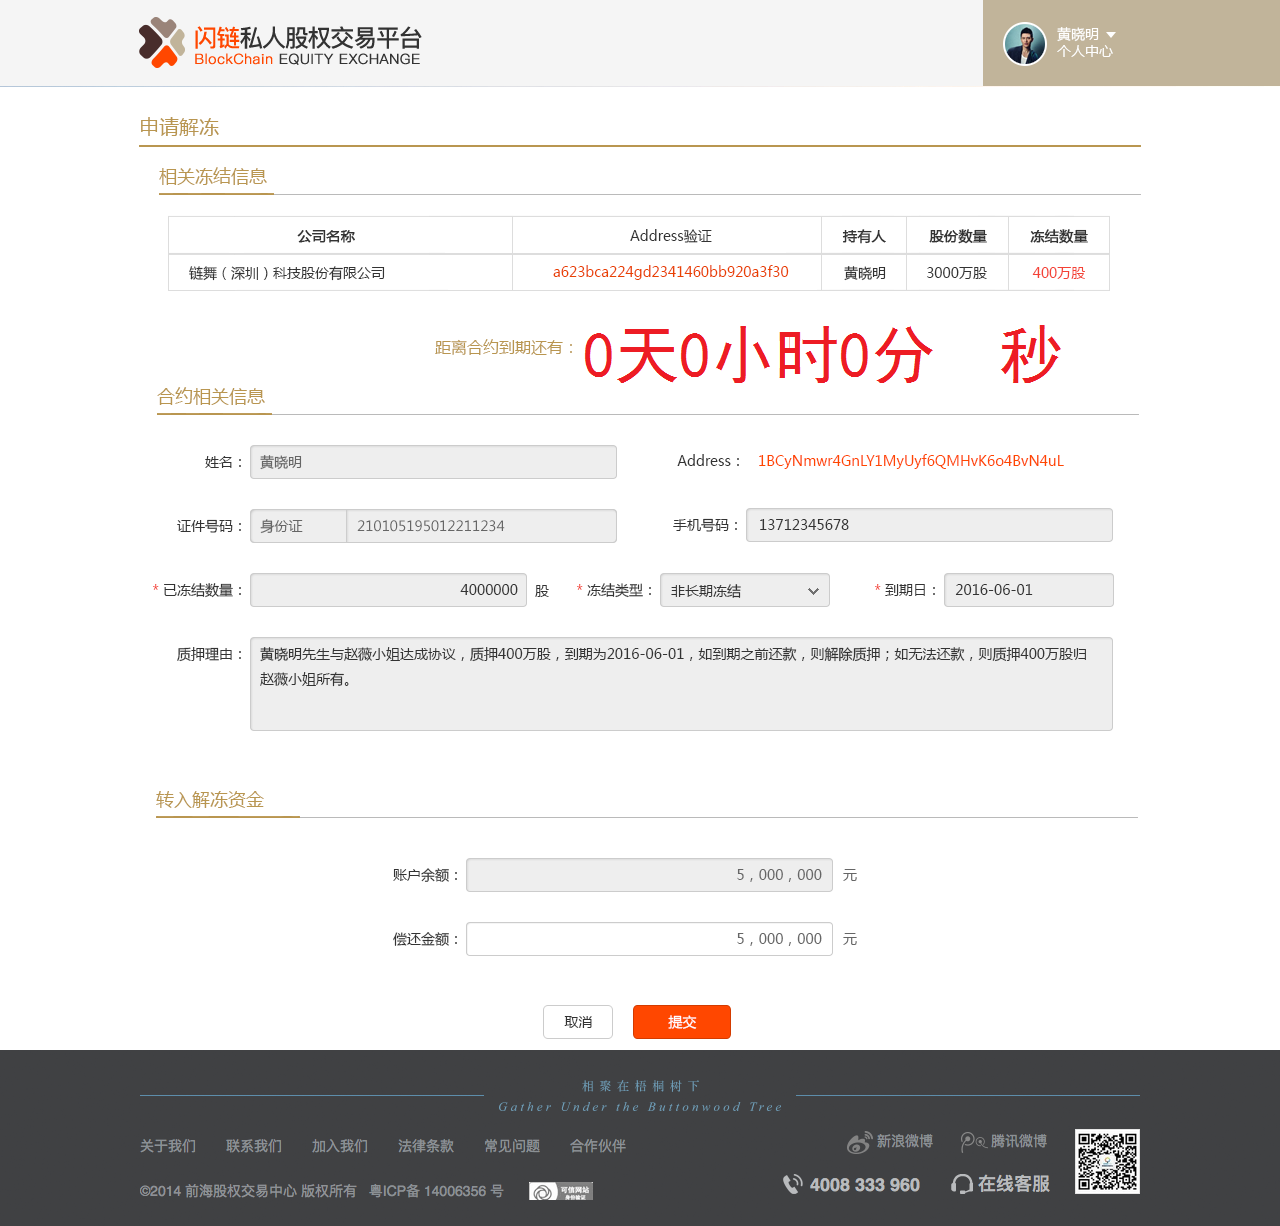 闪链私人股权交易平台
BlockChain EQUITY EXCHANGE
黄晓明
个人中心
申请解冻
相关冻结信息
公司名称 Address验证 持有人 股份数量 冻结数量
链舞（深圳）科技股份有限公司 a623bca224gd2341460bb920a3f30 黄晓明 3000万股 400万股
距离合约到期还有： 0天0小时0分 秒
合约相关信息
姓名： 黄晓明 Address： 1BCyNmwr4GnLY1MyUyf6QMHvK6o4BvN4uL
证件号码： 身份证 210105195012211234 手机号码： 13712345678
* 已冻结数量： 4000000 股 * 冻结类型： 非长期冻结 * 到期日： 2016-06-01
质押理由： 黄晓明先生与赵薇小姐达成协议，质押400万股，到期为2016-06-01，如到期之前还款，则解除质押；如无法还款，则质押400万股归
赵薇小姐所有。
转入解冻资金
账户余额： 5，000，000 元
偿还金额： 5，000，000 元
取消 提交
相聚在梧桐树下
Gather Under the Buttonwood Tree
关于我们 联系我们 加入我们 法律条款 常见问题 合作伙伴 新浪微博 腾讯微博
©2014 前海股权交易中心 版权所有 粤ICP备 14006356 号 可信网站 身份验证 4008 333 960 在线客服